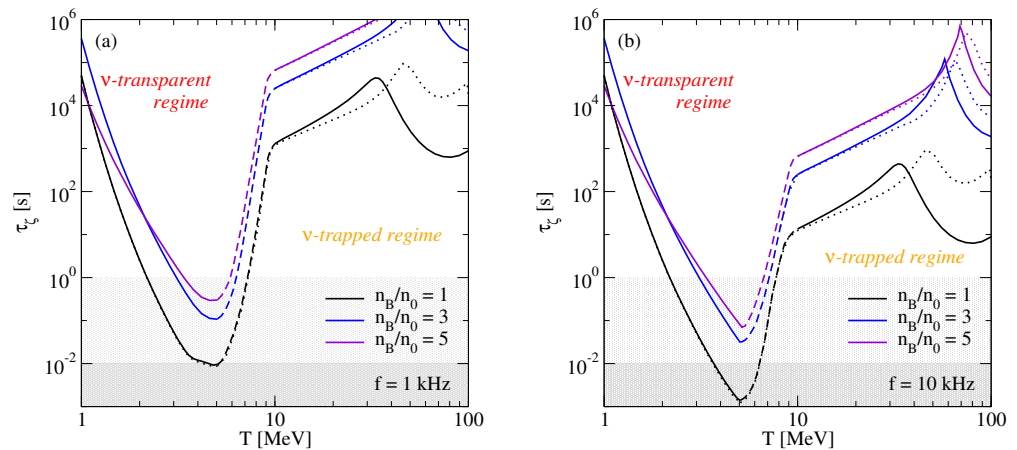 (a)
ν-transparent
regime
ν-trapped regime
n_B/n_0 = 1
n_B/n_0 = 3
n_B/n_0 = 5
f = 1 kHz
τ_ζ [s]
10^6
10^4
10^2
10^0
10^-2
1
10
100
T [MeV]
(b)
ν-transparent
regime
ν-trapped regime
n_B/n_0 = 1
n_B/n_0 = 3
n_B/n_0 = 5
f = 10 kHz
τ_ζ [s]
10^6
10^4
10^2
10^0
10^-2
1
10
100
T [MeV]